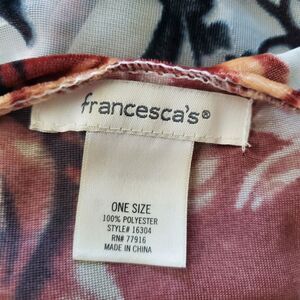 francesca's®
ONE SIZE
100% POLYESTER
STYLE# 16304
RN# 77916
MADE IN CHINA